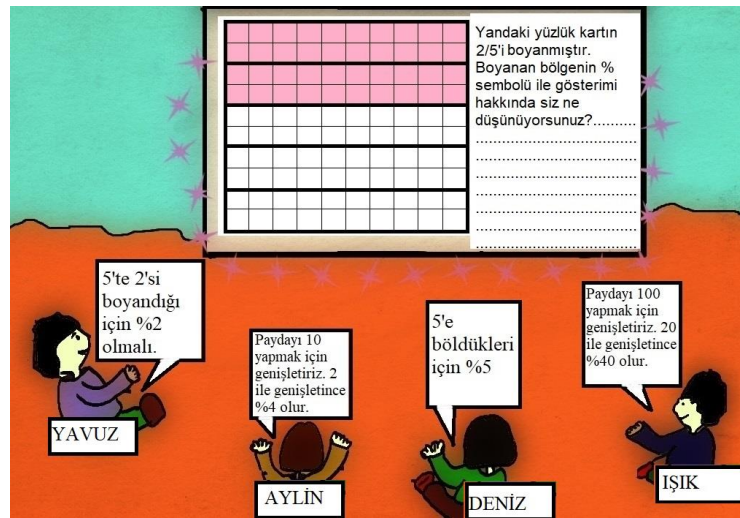 Yandaki yüzlük kartın
2/5'i boyanmıştır.
Boyanan bölgenin %
sembolü ile gösterimi
hakkında siz ne
düşünüyorsunuz?..........
5'te 2'si
boyandığı
için %2
olmalı.
YAVUZ
Paydayı 10
yapmak için
genişletiriz. 2
ile genişletince
%4 olur.
AYLİN
5'e
böldükleri
için %5
DENİZ
Paydayı 100
yapmak için
genişletiriz. 20
ile genişletince
%40 olur.
IŞIK